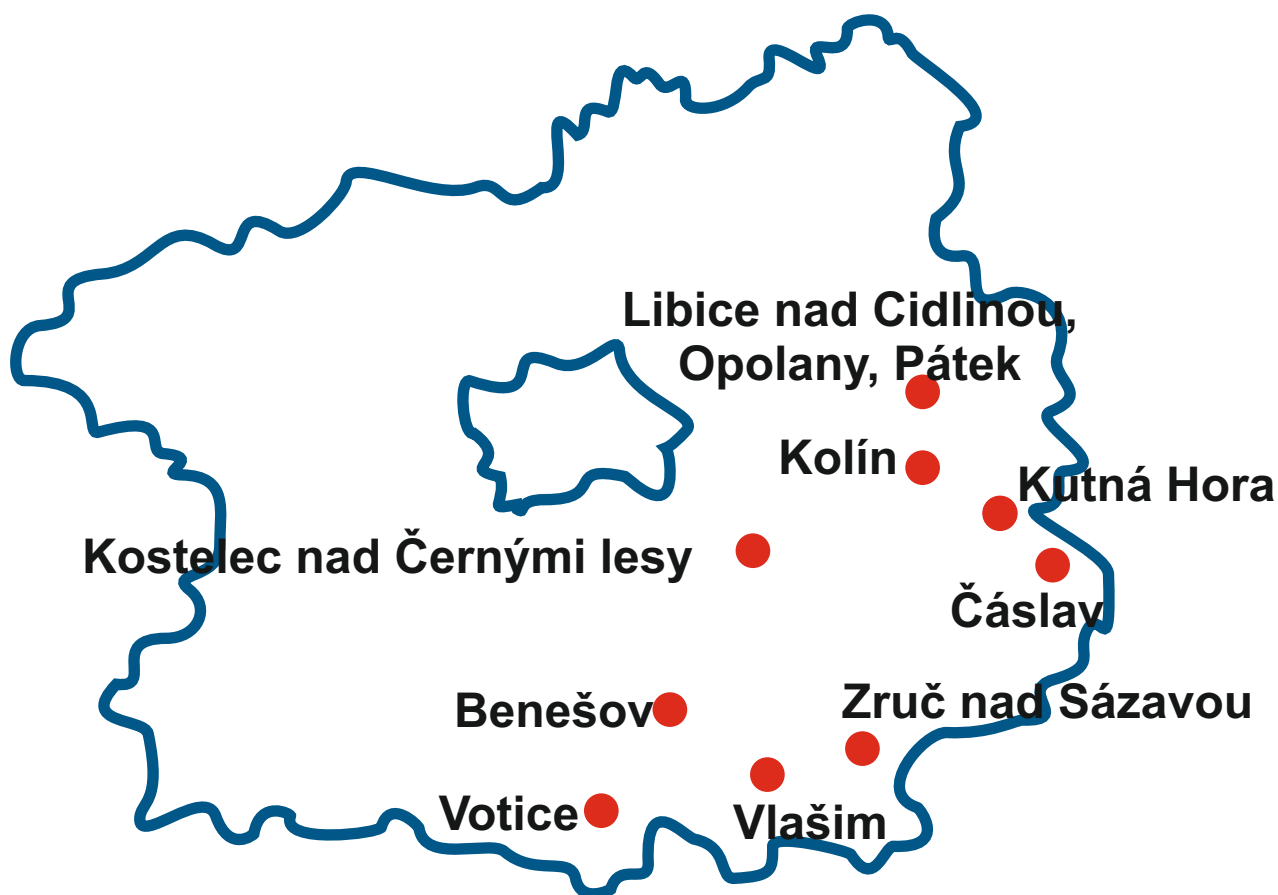 Libice nad Cidlinou,
Opolany, Pátek
Kolín
Kutná Hora
Kostelec nad Černými lesy
Čáslav
Zruč nad Sázavou
Benešov
Votice
Vlašim